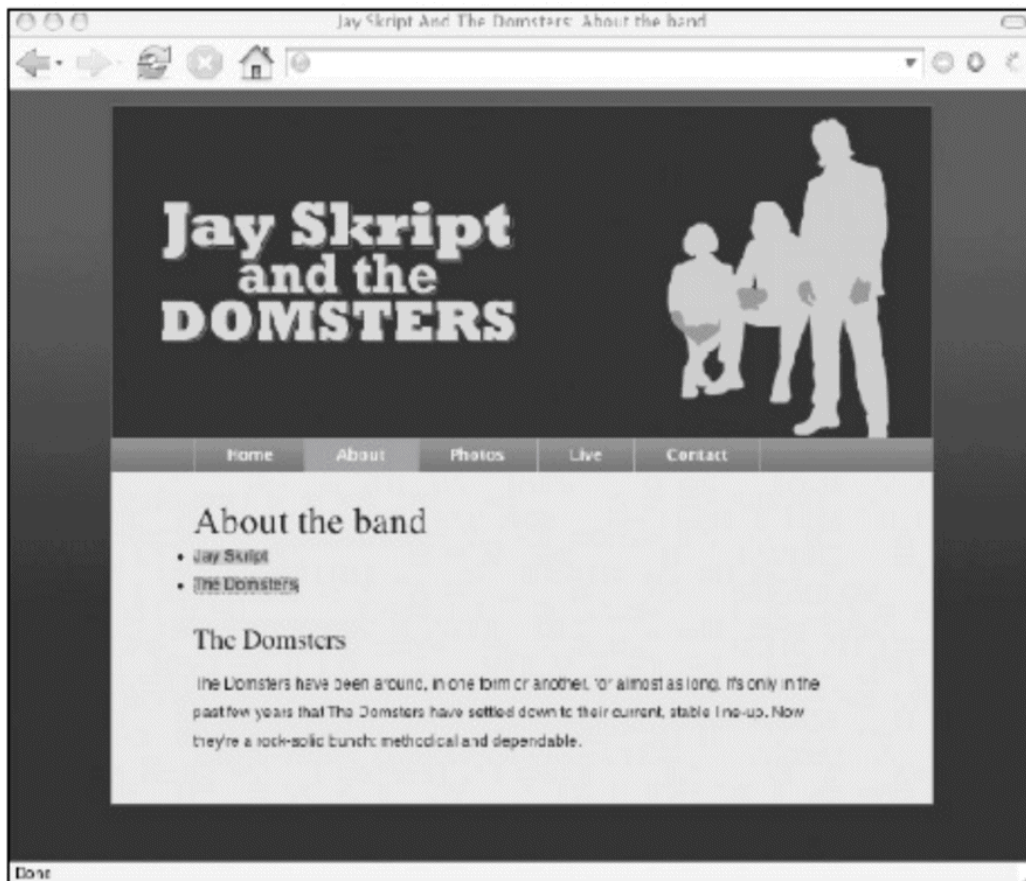 Jay Skript And The Domsters: About the band
Jay Skript
and the
DOMSTERS
Home About Photos Live Contact
About the band
Jay Skript
The Domsters
The Domsters
The Domsters have been around, in one form or another, for almost as long. It's only in the
past few years that The Domsters have settled down to their current, stable line-up. Now
they're a rock-solid bunch: methodical and dependable.
Done